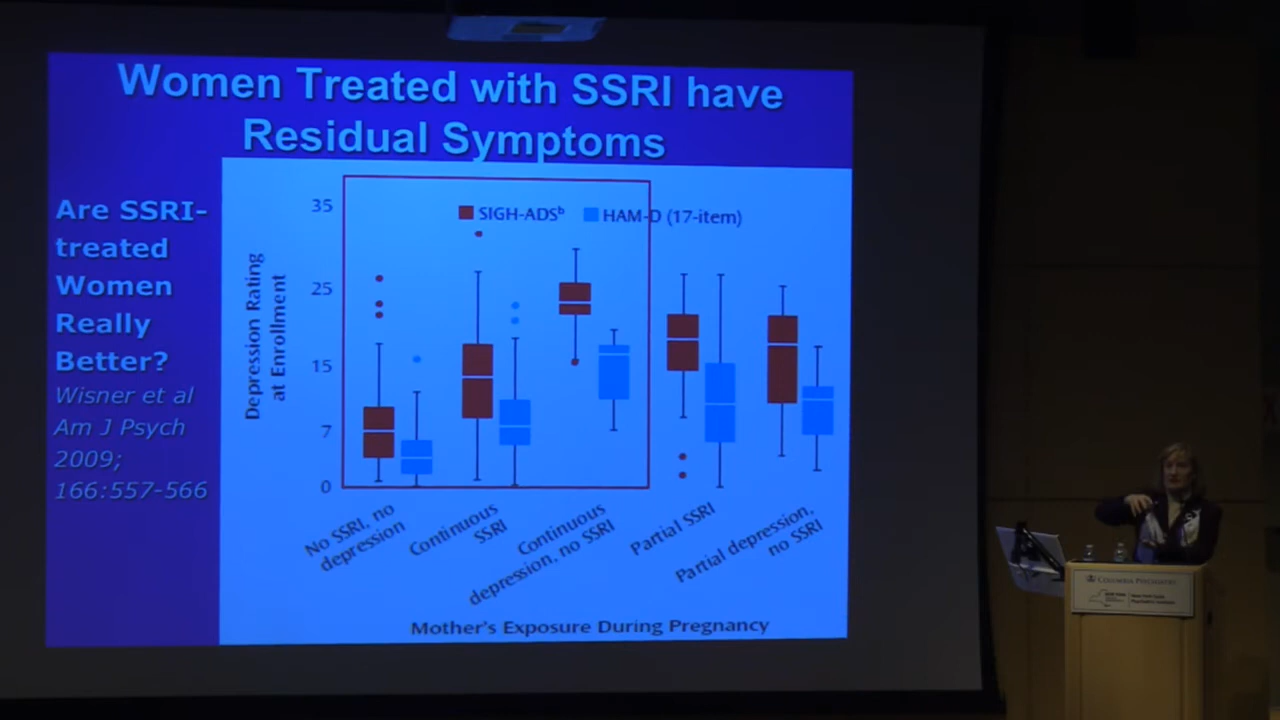 Women Treated with SSRI have
Residual Symptoms
Are SSRI-
treated
Women
Really
Better?
Wisner et al
Am J Psych
2009;
166:557-566
SIGH-ADSᵇ
HAM-D (17-item)
Depression Rating
at Enrollment
35
25
15
7
0
No SSRI, no
depression
Continuous
SSRI
Continuous
depression, no SSRI
Partial SSRI
Partial depression,
no SSRI
Mother's Exposure During Pregnancy
COLUMBIA PSYCHIATRY